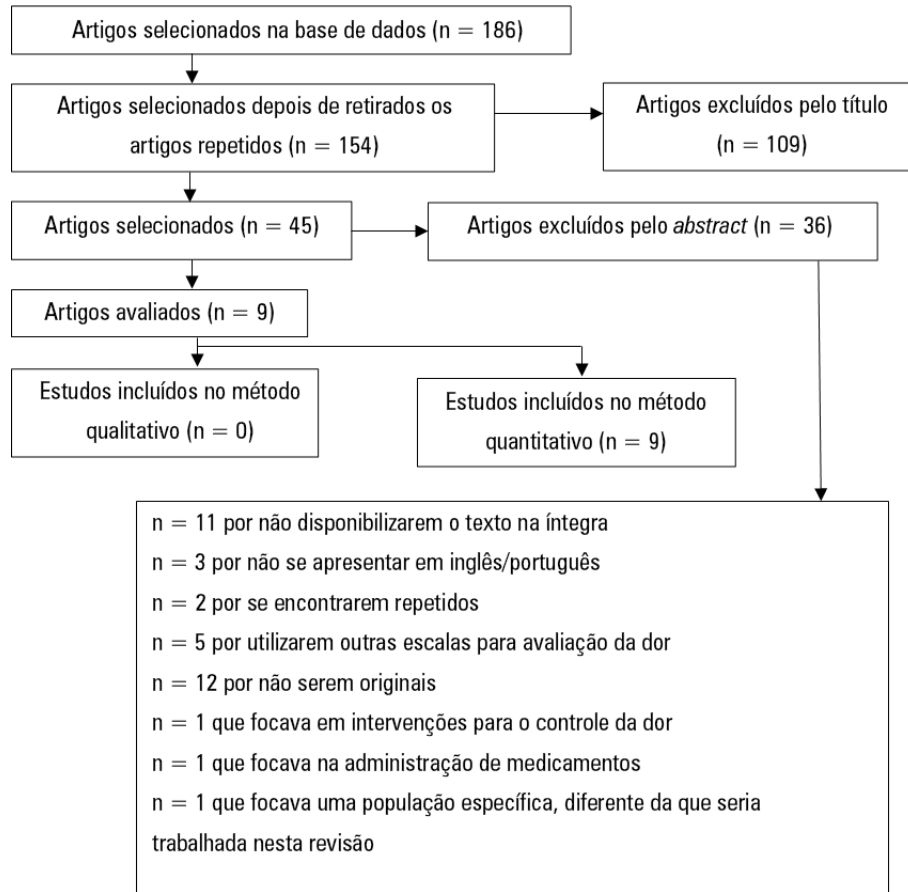 Artigos selecionados na base de dados (n = 186)
Artigos selecionados depois de retirados os
artigos repetidos (n = 154)
Artigos excluídos pelo título
(n = 109)
Artigos selecionados (n = 45)
Artigos excluídos pelo abstract (n = 36)
Artigos avaliados (n = 9)
Estudos incluídos no método
qualitativo (n = 0)
Estudos incluídos no método
quantitativo (n = 9)
n = 11 por não disponibilizarem o texto na íntegra
n = 3 por não se apresentar em inglês/português
n = 2 por se encontrarem repetidos
n = 5 por utilizarem outras escalas para avaliação da dor
n = 12 por não serem originais
n = 1 que focava em intervenções para o controle da dor
n = 1 que focava na administração de medicamentos
n = 1 que focava uma população específica, diferente da que seria
trabalhada nesta revisão